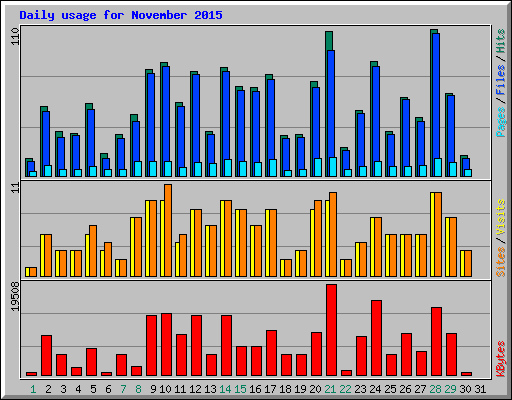 Daily usage for November 2015
110
Pages / Files / Hits
11
Sites / Visits
19508
KBytes
1 2 3 4 5 6 7 8 9 10 11 12 13 14 15 16 17 18 19 20 21 22 23 24 25 26 27 28 29 30 31